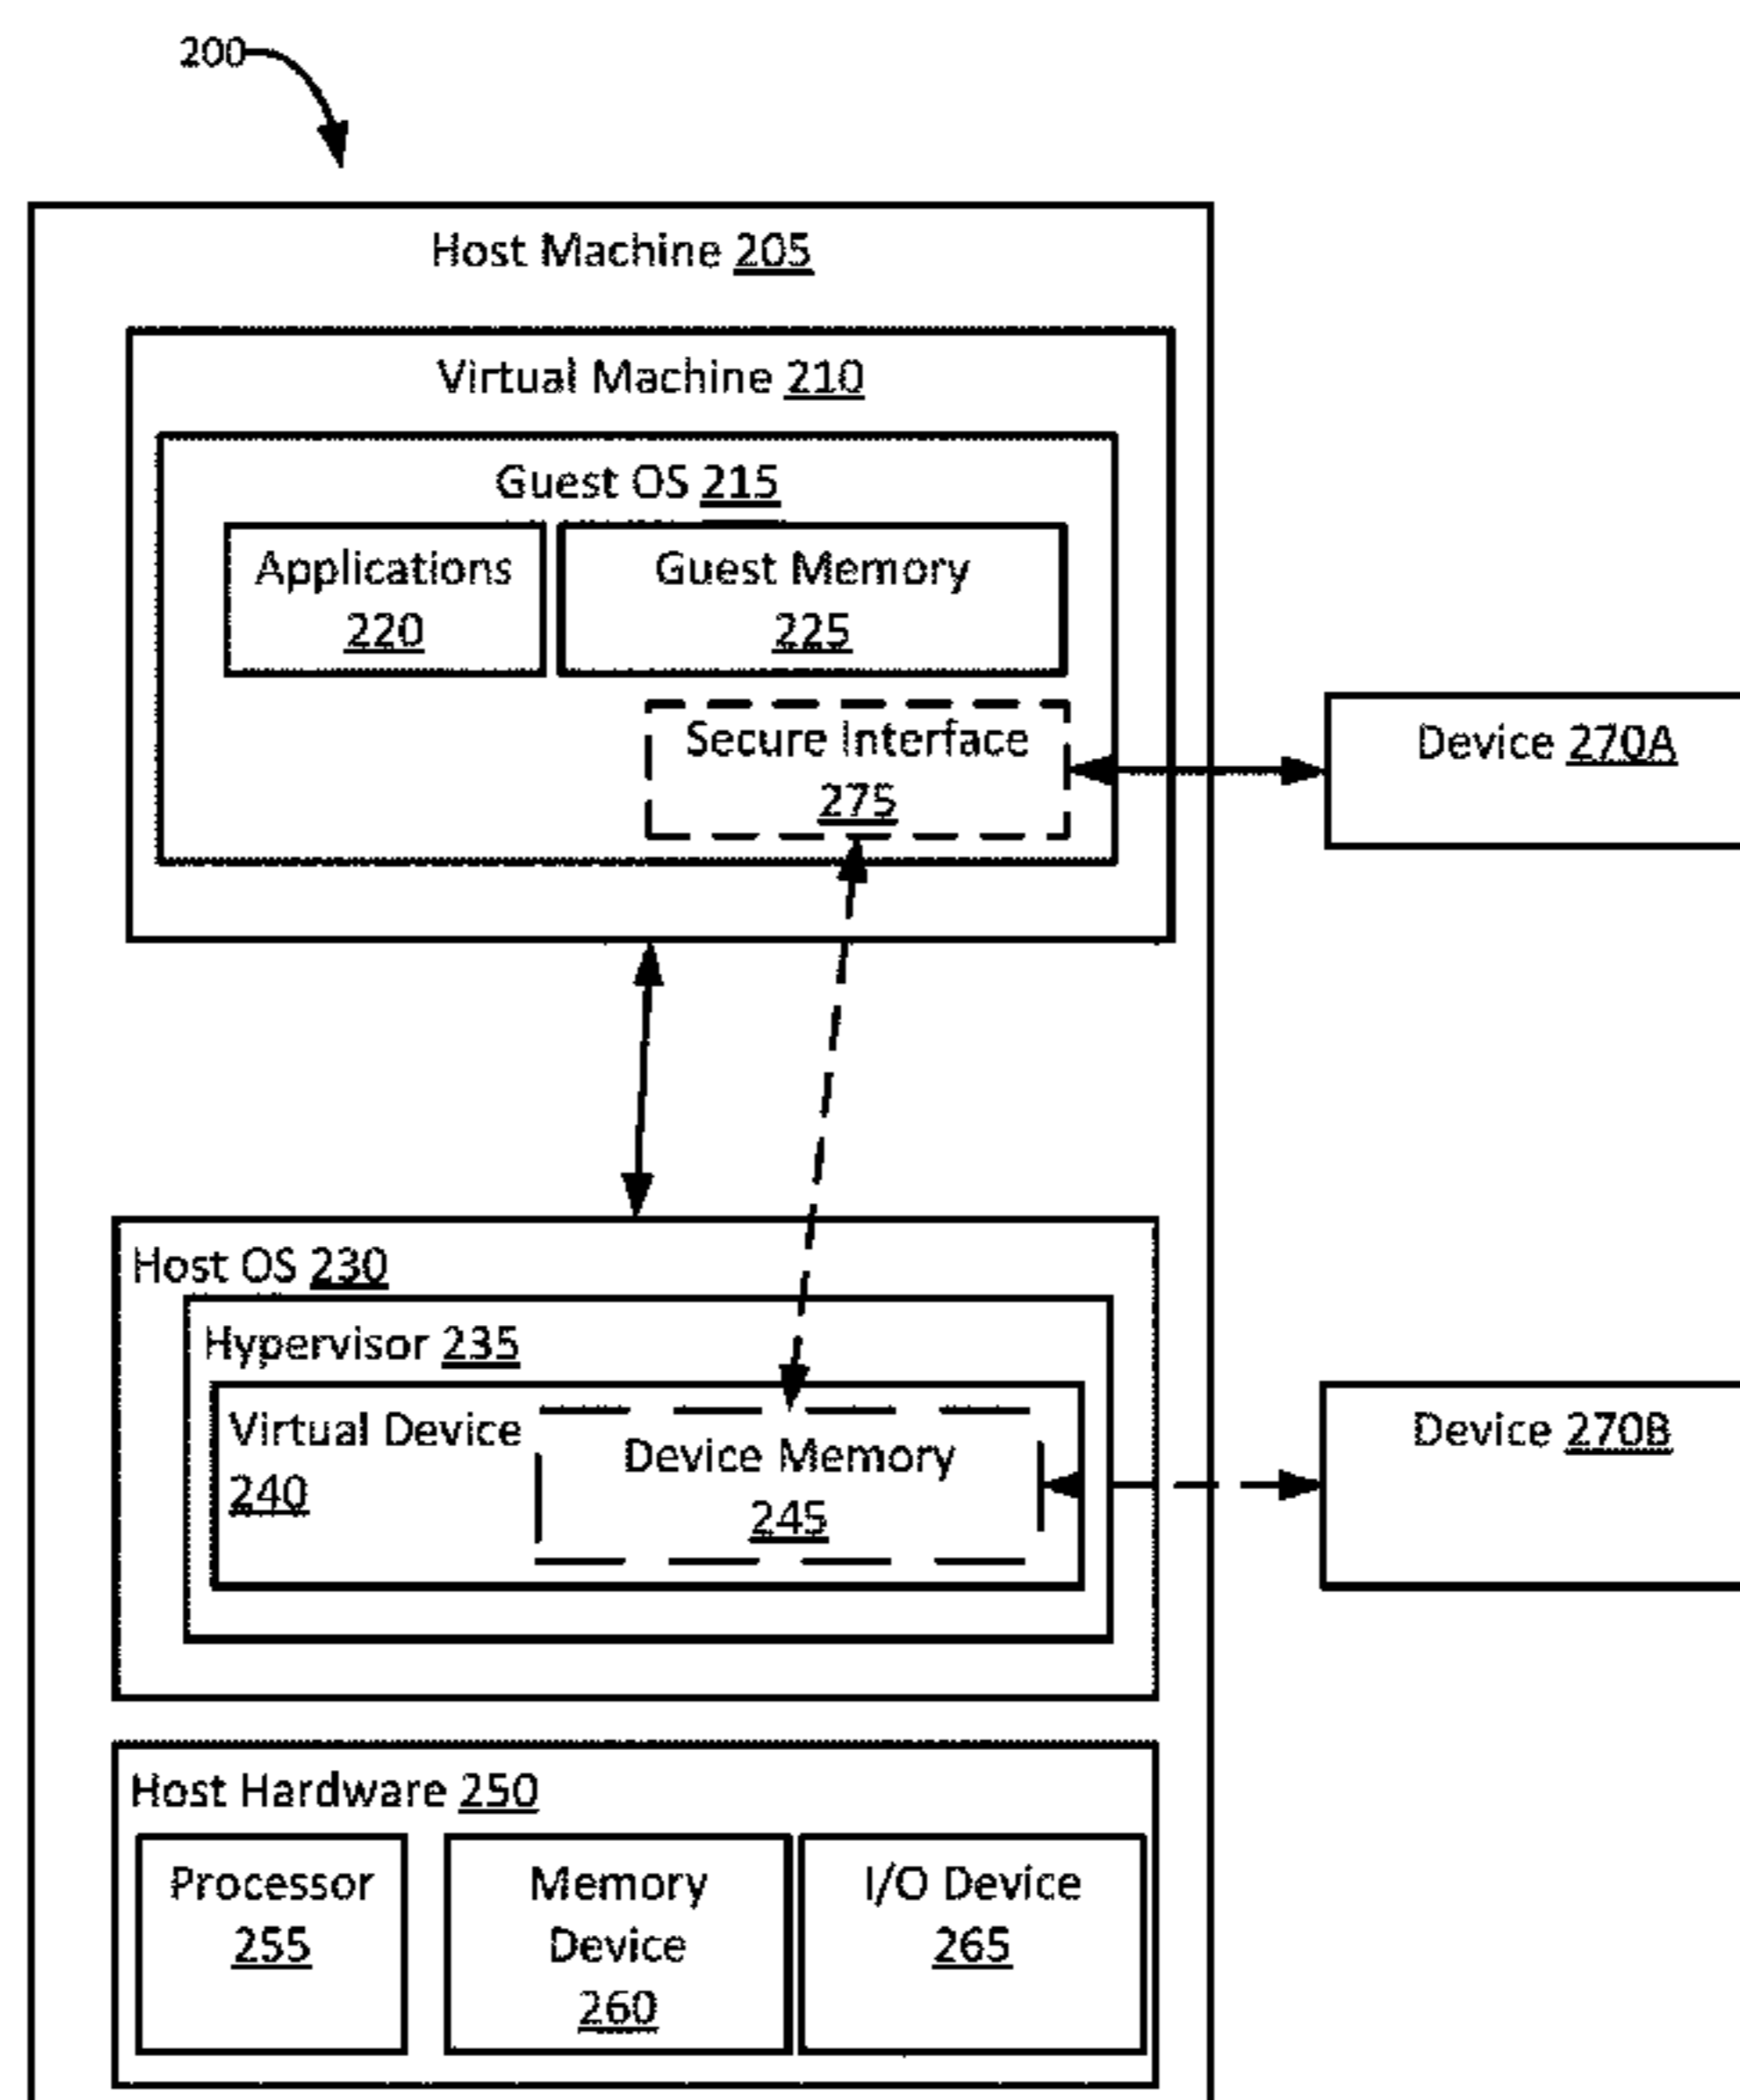 200
Host Machine 205
Virtual Machine 210
Guest OS 215
Applications
220
Guest Memory
225
Secure Interface
275
Device 270A
Host OS 230
Hypervisor 235
Virtual Device
240
Device Memory
245
Device 270B
Host Hardware 250
Processor
255
Memory
Device
260
I/O Device
265